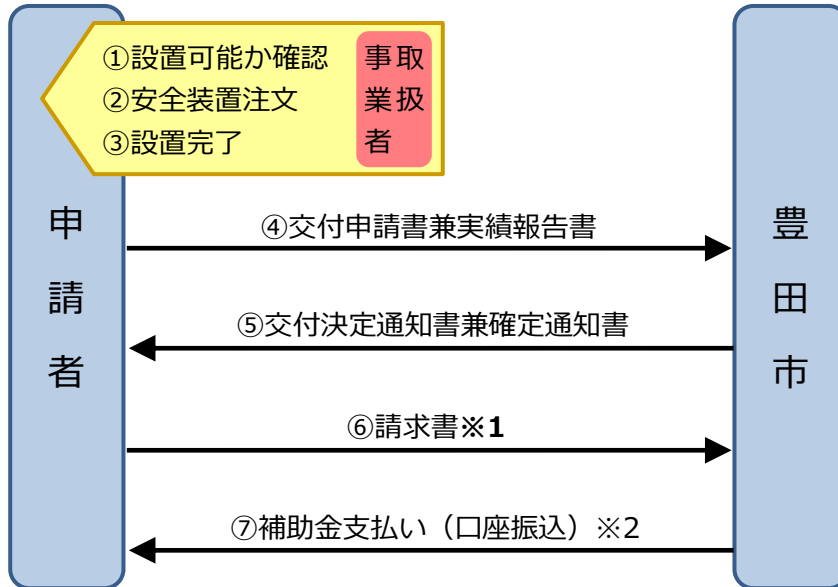 ①設置可能か確認
②安全装置注文
③設置完了
取扱
事業者
申請者
豊田市
④交付申請書兼実績報告書
⑤交付決定通知書兼確定通知書
⑥請求書※1
⑦補助金支払い（口座振込）※2